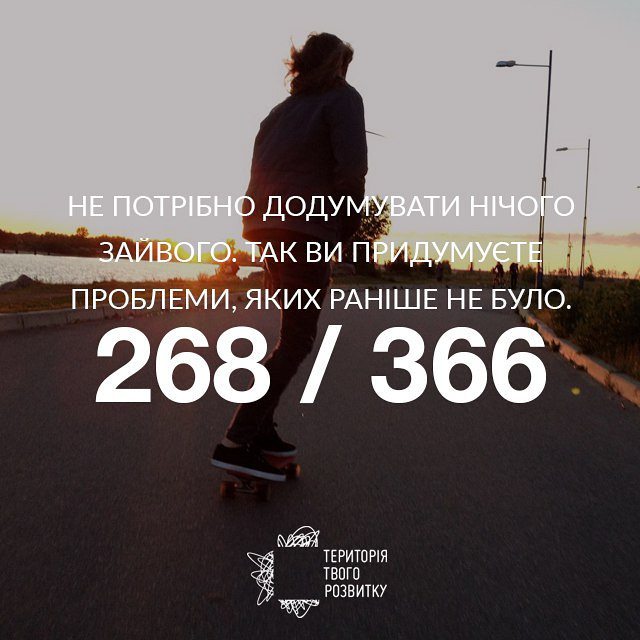 НЕ ПОТРІБНО ДОДУМУВАТИ НІЧОГО
ЗАЙВОГО. ТАК ВИ ПРИДУМУЄТЕ
ПРОБЛЕМИ, ЯКИХ РАНІШЕ НЕ БУЛО.
268 / 366
ТЕРИТОРІЯ
ТВОГО
РОЗВИТКУ